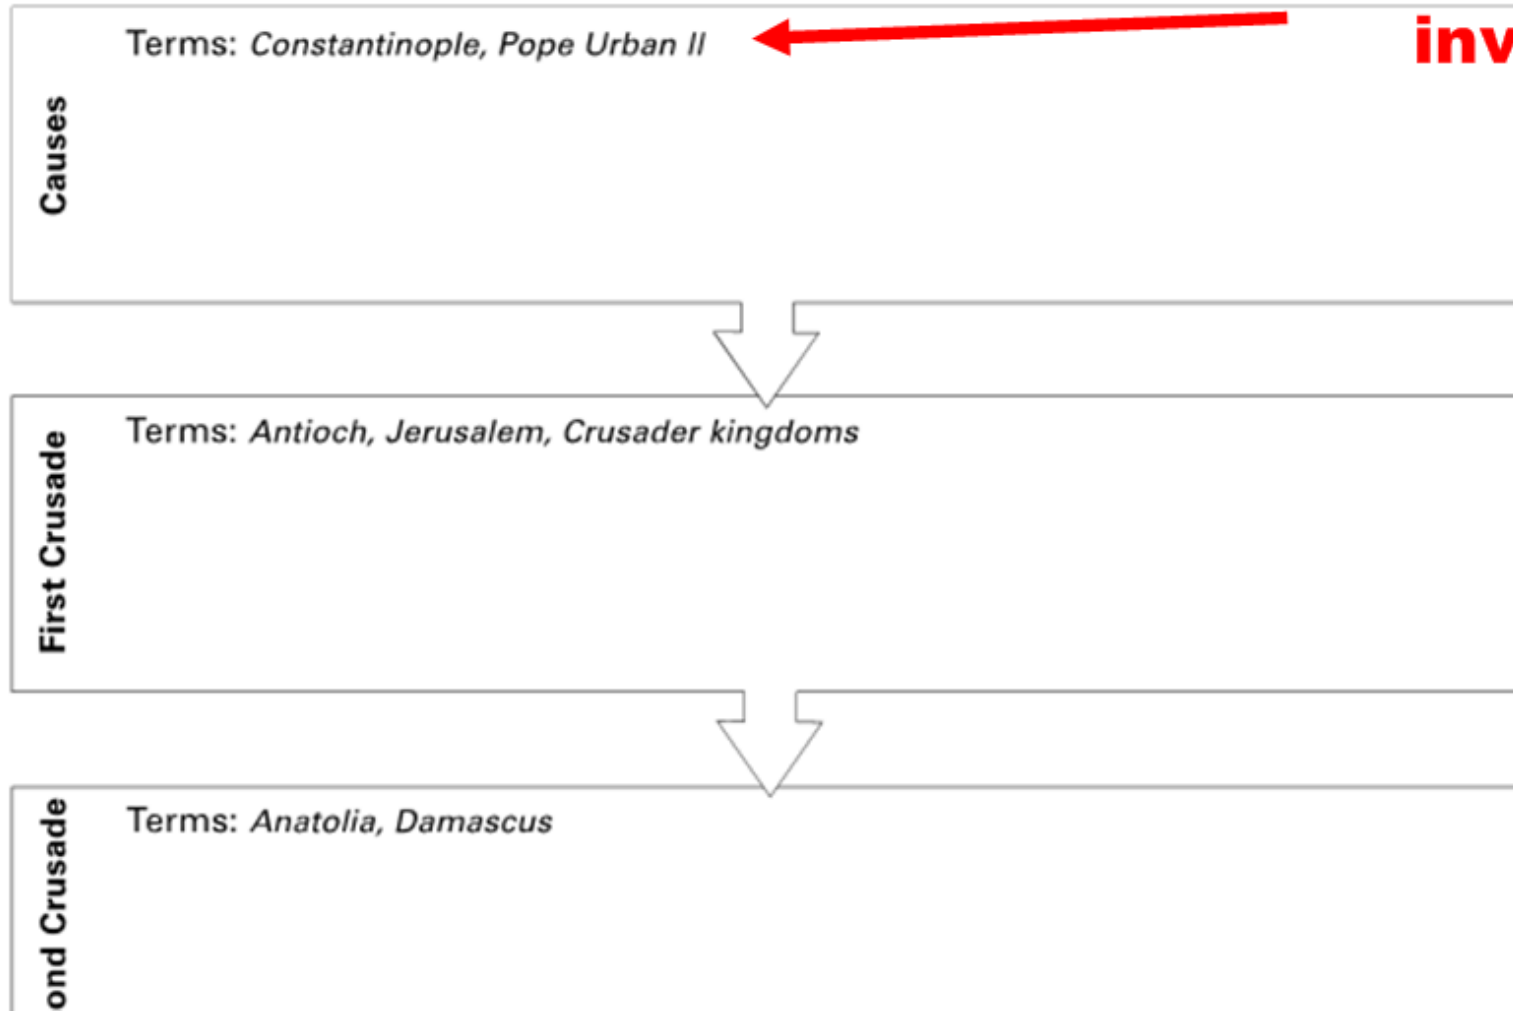 Terms: Constantinople, Pope Urban II
inv
Causes
Terms: Antioch, Jerusalem, Crusader kingdoms
First Crusade
Terms: Anatolia, Damascus
ond Crusade